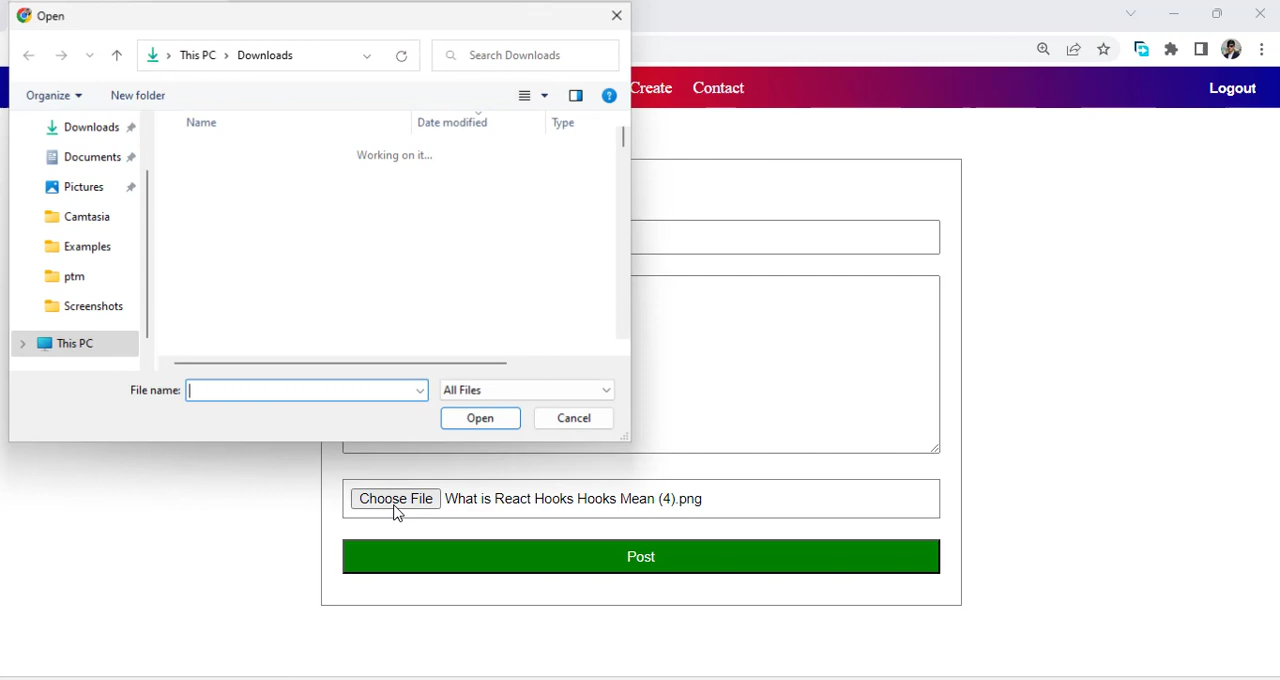 Open
This PC > Downloads
Search Downloads
Organize
New folder
Create
Contact
Logout
Downloads
Documents
Pictures
Camtasia
Examples
ptm
Screenshots
This PC
Name
Date modified
Type
Working on it...
File name:
All Files
Open
Cancel
Choose File What is React Hooks Hooks Mean (4).png
Post